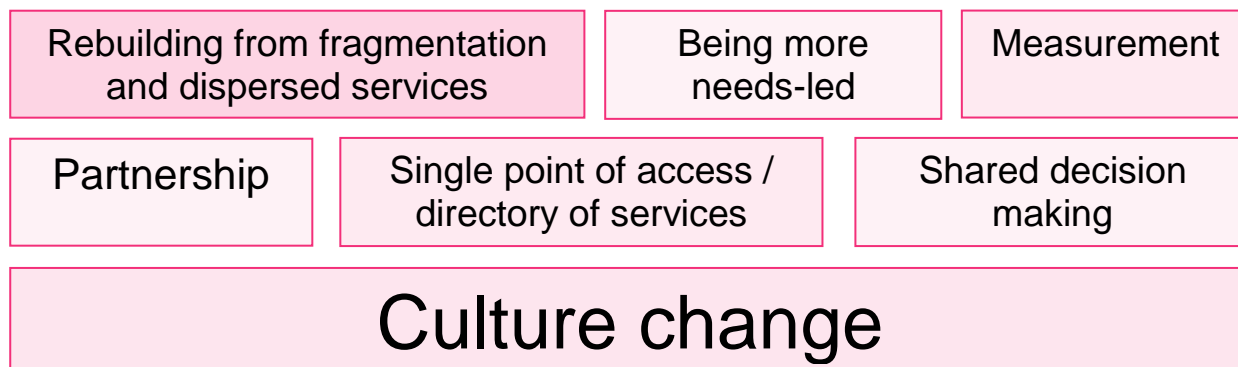 Rebuilding from fragmentation
and dispersed services
Being more
needs-led
Measurement
Partnership
Single point of access /
directory of services
Shared decision
making
Culture change